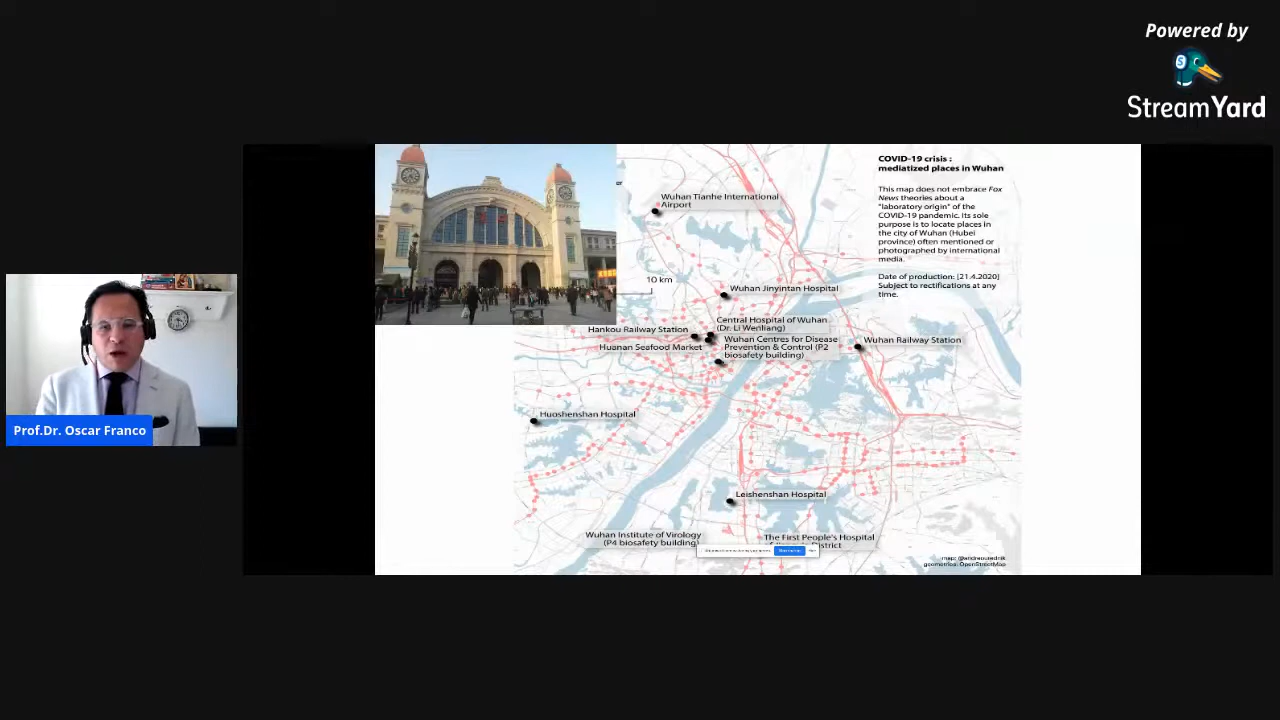 Powered by
StreamYard
COVID-19 crisis :
mediatized places in Wuhan
This map does not embrace Fox
News theories about a
"laboratory origin" of the
COVID-19 pandemic. Its sole
purpose is to locate places in
the city of Wuhan (Hubei
province) often mentioned or
photographed by international
media.
Date of production: [21.4.2020]
Subject to rectifications at any
time.
Wuhan Tianhe International
Airport
10 km
Wuhan Jinyintan Hospital
Central Hospital of Wuhan
(Dr. Li Wenliang)
Hankou Railway Station
Wuhan Centres for Disease
Prevention & Control (P2
biosafety building)
Huanan Seafood Market
Wuhan Railway Station
Huoshenshan Hospital
Prof.Dr. Oscar Franco
Leishenshan Hospital
Wuhan Institute of Virology
(P4 biosafety building)
The First People's Hospital
District
geometries: OpenStreetMap